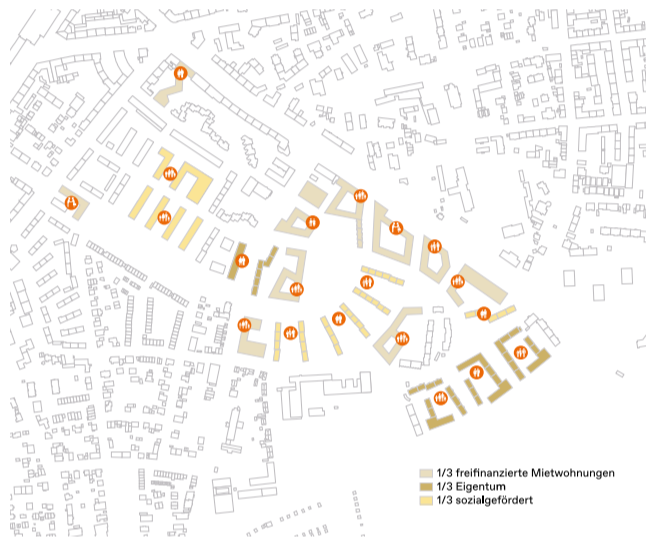 1/3 freifinanzierte Mietwohnungen
1/3 Eigentum
1/3 sozialgefördert